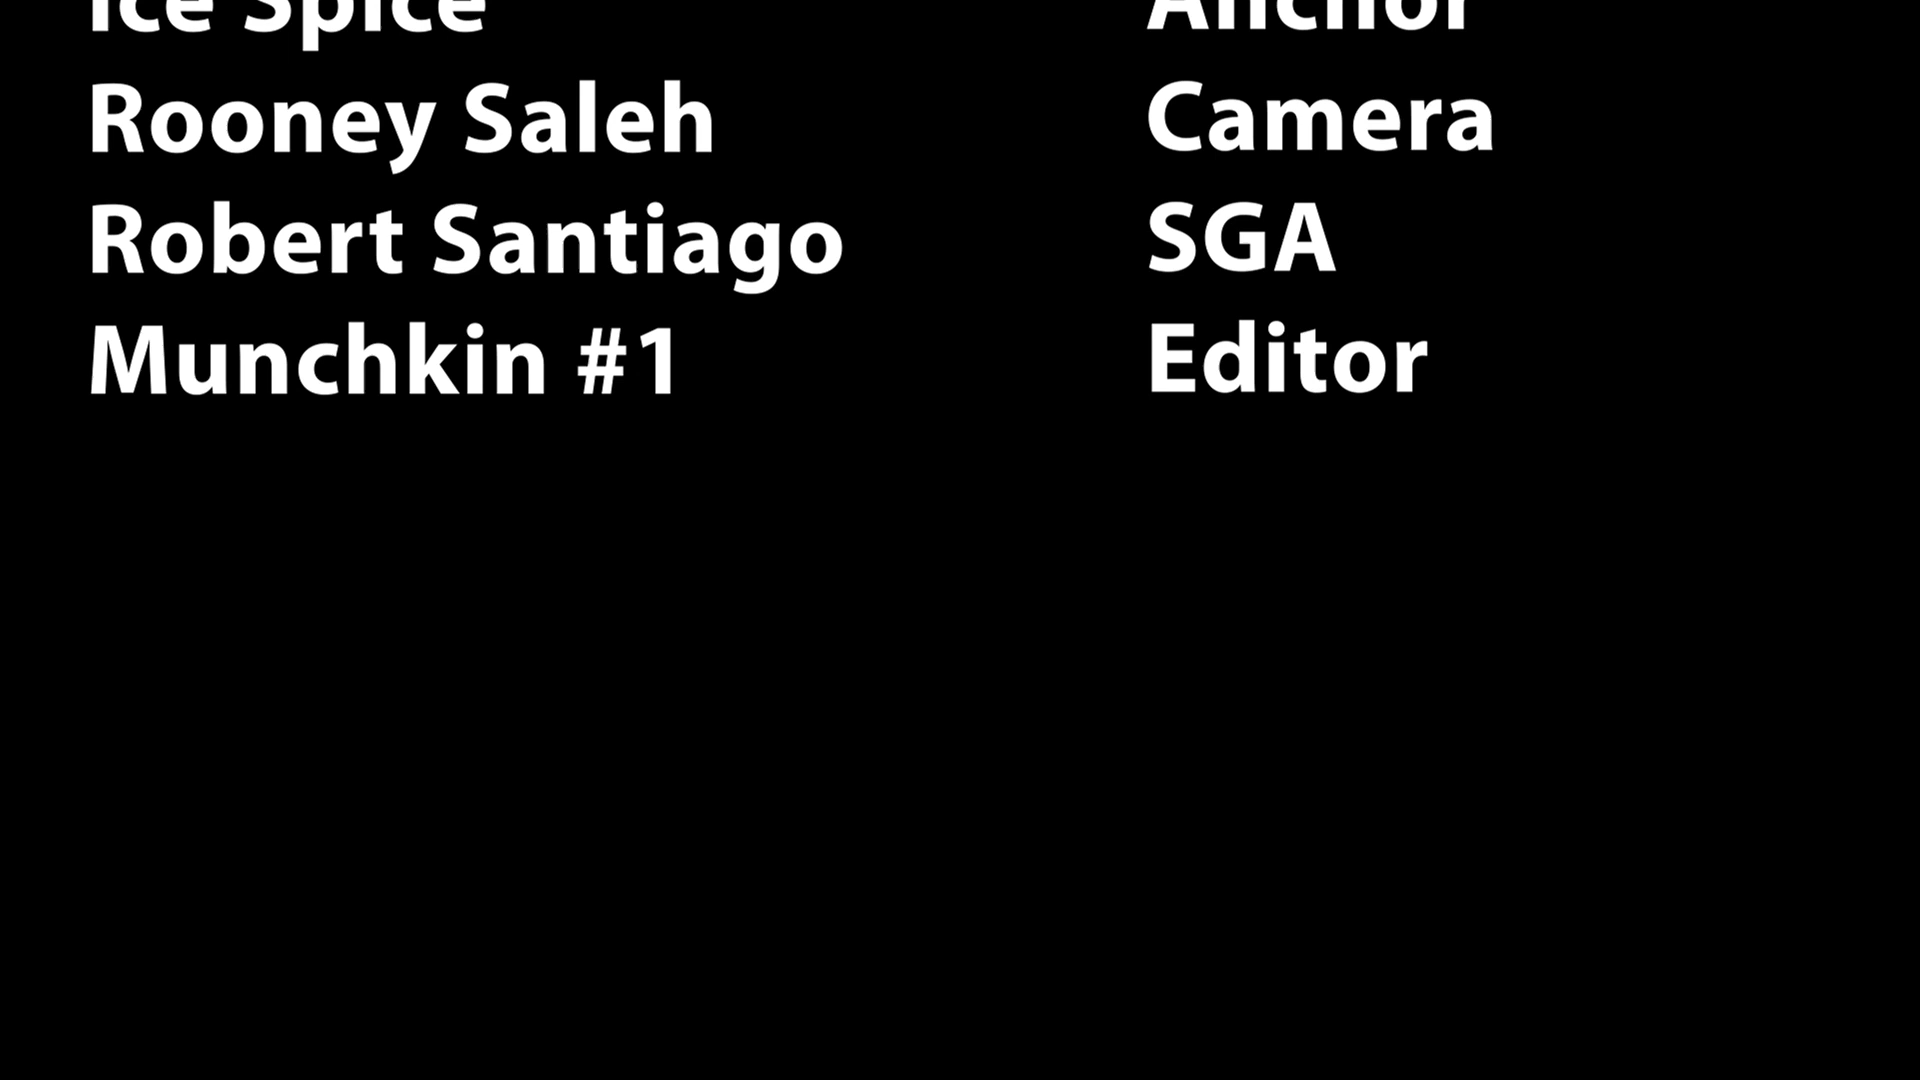 Ice Spice Anchor
Rooney Saleh Camera
Robert Santiago SGA
Munchkin #1 Editor